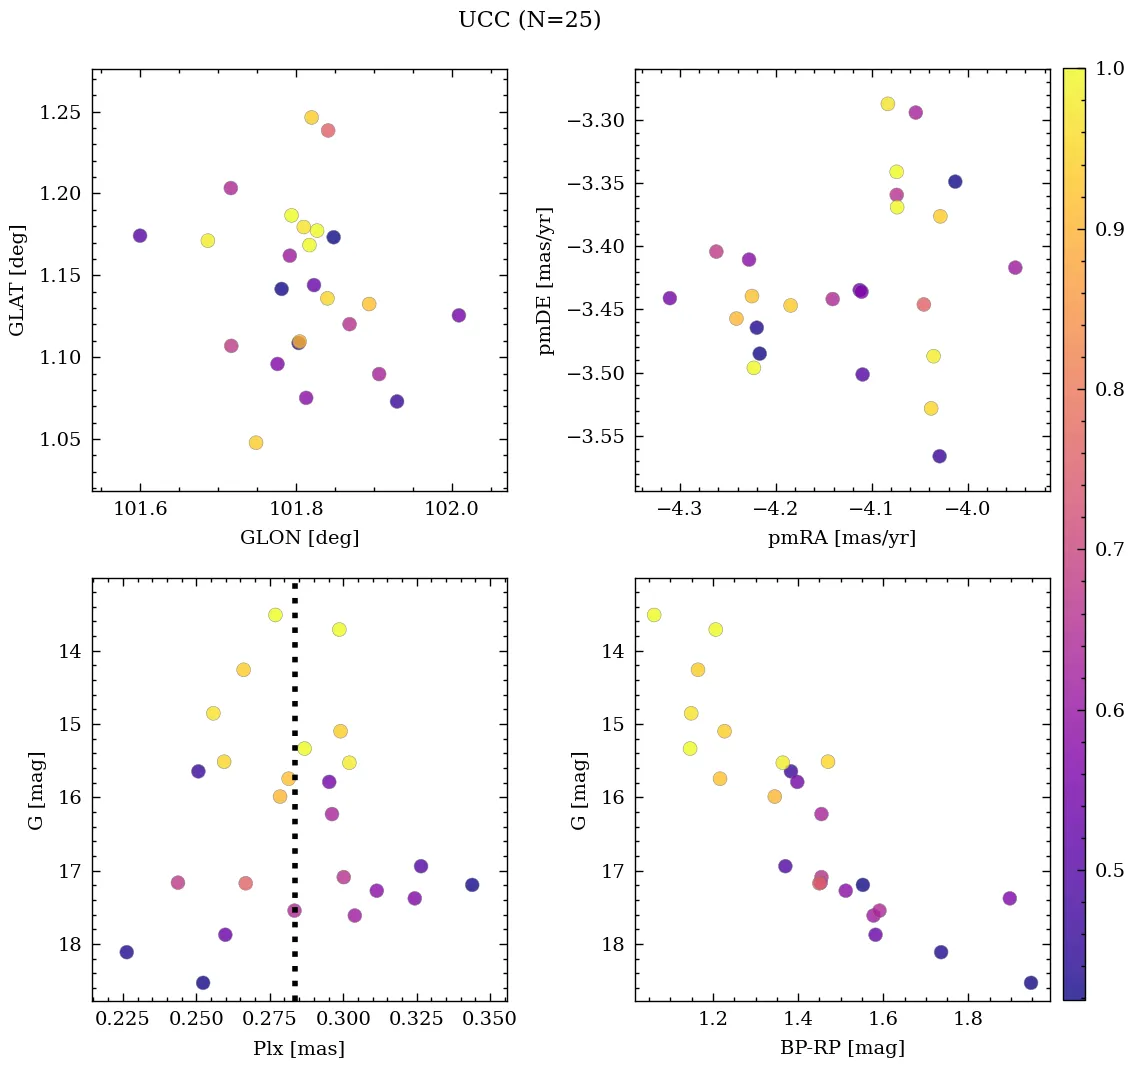 UCC (N=25)
1.25
1.20
1.15
1.10
1.05
GLAT [deg]
101.6 101.8 102.0
GLON [deg]
−3.30
−3.35
−3.40
−3.45
−3.50
−3.55
pmDE [mas/yr]
−4.3 −4.2 −4.1 −4.0
pmRA [mas/yr]
1.0
0.9
0.8
0.7
0.6
0.5
14
15
16
17
18
G [mag]
0.225 0.250 0.275 0.300 0.325 0.350
Plx [mas]
14
15
16
17
18
G [mag]
1.2 1.4 1.6 1.8
BP-RP [mag]